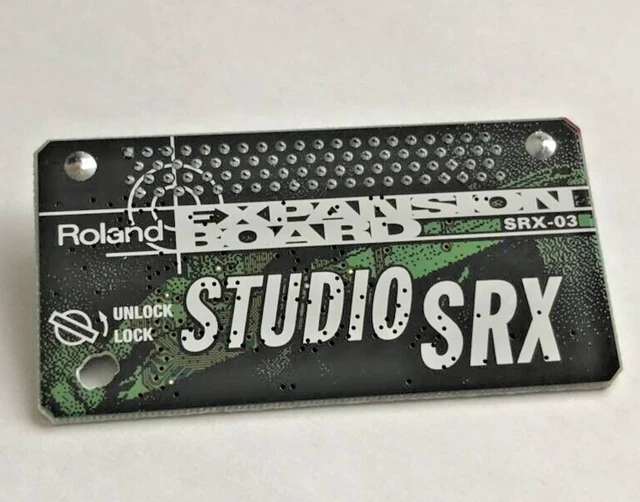 EXPANSION
Roland BOARD SRX-03
STUDIO SRX
UNLOCK
LOCK